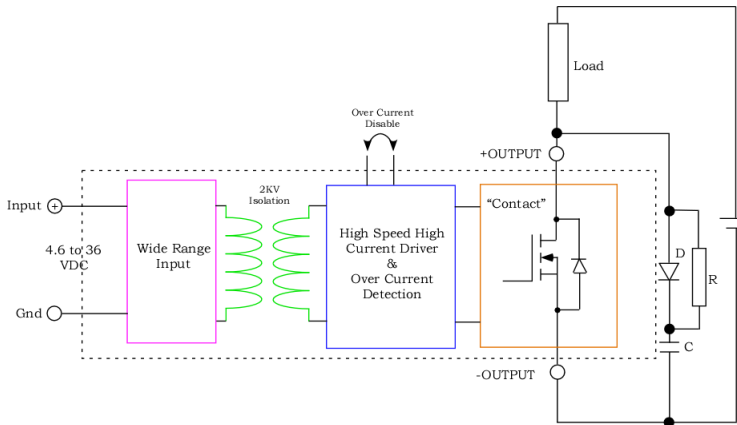 Load
Over Current
Disable
+OUTPUT
2KV
Isolation
Input
+
4.6 to 36
VDC
Gnd
Wide Range
Input
High Speed High
Current Driver
&
Over Current
Detection
“Contact”
D
R
C
-OUTPUT